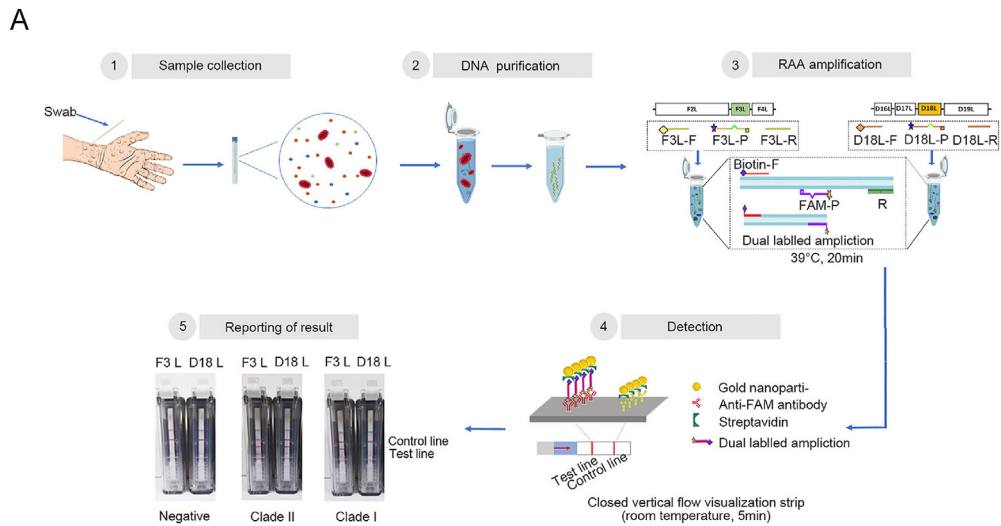 A
1 Sample collection
2 DNA purification
3 RAA amplification
Swab
F2L F3L F4L
D16L D17L D18L D19L
F3L-F F3L-P F3L-R
D18L-F D18L-P D18L-R
Biotin-F
FAM-P R
Dual lablled ampliction
39°C, 20min
5 Reporting of result
4 Detection
F3 L D18 L F3 L D18 L F3 L D18 L
Gold nanoparti-
Anti-FAM antibody
Streptavidin
Dual lablled ampliction
Control line
Test line
Test line
Control line
Negative Clade II Clade I
Closed vertical flow visualization strip
(room temperature, 5min)